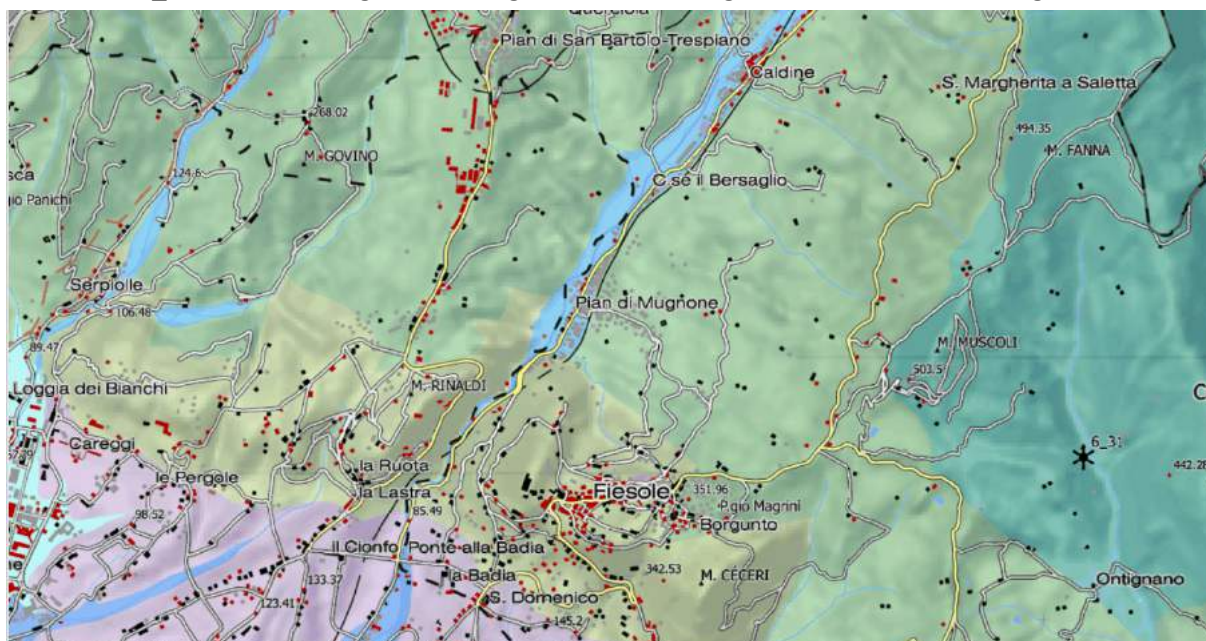 Querciola
Pian di San Bartolo-Trespiano
Caldine
S. Margherita a Saletta
268.02
494.35
M. GOVINO
M. FANNA
124.6
C.se il Bersaglio
gio Panichi
Serpiolle
106.48
Pian di Mugnone
89.47
M. MUSCOLI
503.5
Loggia dei Bianchi
M. RINALDI
C
Careggi
6_31
442.28
la Ruota
le Pergole
la Lastra
Fiesole
351.96
P.gio Magrini
98.52
85.49
Borgunto
Il Cionfo
Ponte alla Badia
342.53
M. CECERI
133.37
la Badia
Ontignano
123.41
S. Domenico
145.2